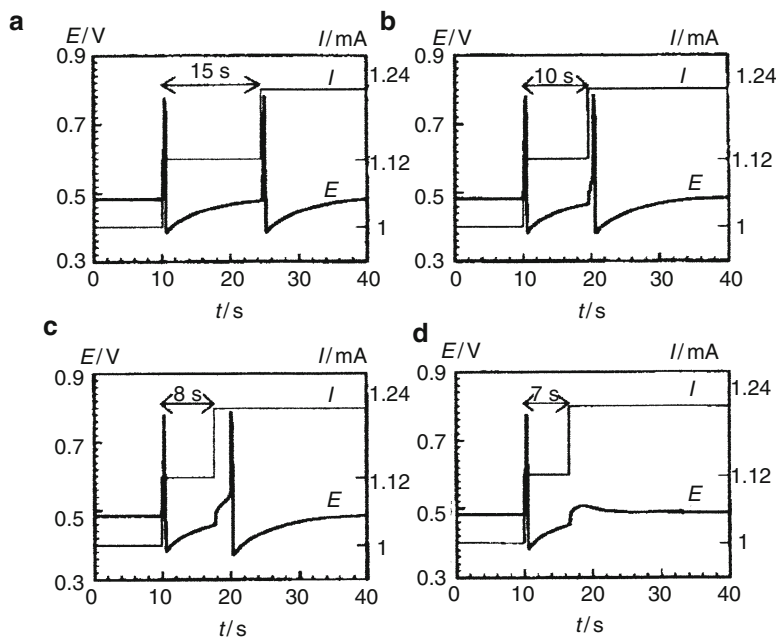 a
E/V
I/mA
0.9
0.7
0.5
0.3
1.24
1.12
1
15 s
I
E
0 10 20 30 40
t/s
b
E/V
I/mA
0.9
0.7
0.5
0.3
1.24
1.12
1
10 s
I
E
0 10 20 30 40
t/s
c
E/V
I/mA
0.9
0.7
0.5
0.3
1.24
1.12
1
8 s
I
E
0 10 20 30 40
t/s
d
E/V
I/mA
0.9
0.7
0.5
0.3
1.24
1.12
1
7 s
I
E
0 10 20 30 40
t/s